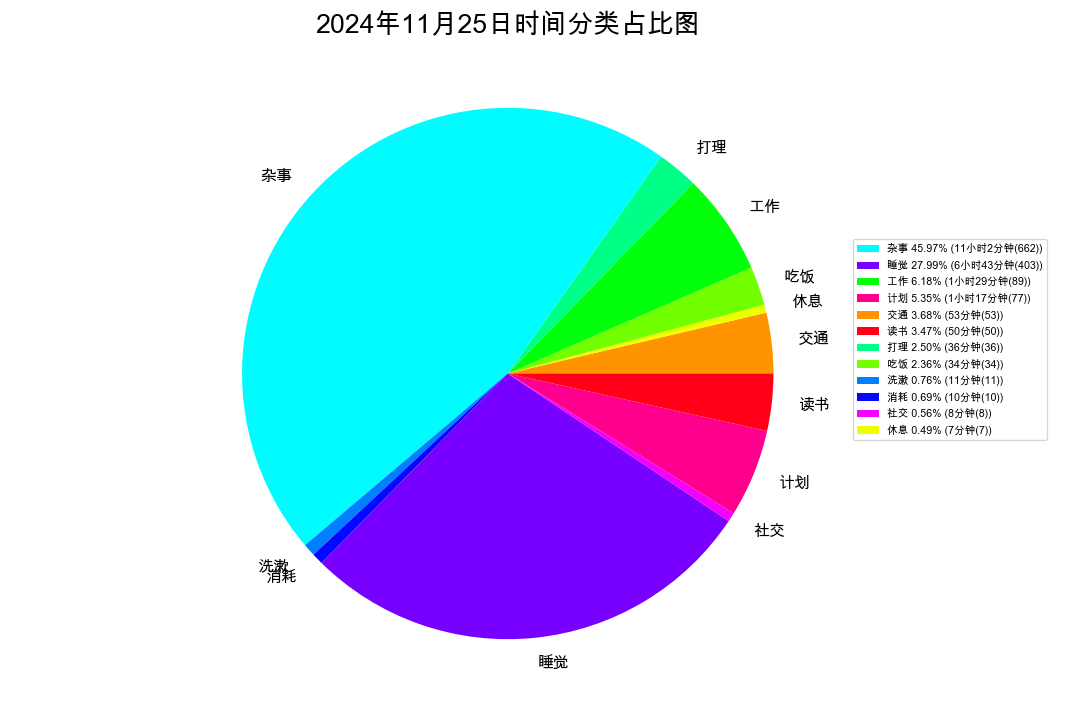 2024年11月25日时间分类占比图
打理
杂事
工作
吃饭
休息
交通
读书
计划
社交
洗漱
消耗
睡觉
杂事 45.97% (11小时2分钟(662))
睡觉 27.99% (6小时43分钟(403))
工作 6.18% (1小时29分钟(89))
计划 5.35% (1小时17分钟(77))
交通 3.68% (53分钟(53))
读书 3.47% (50分钟(50))
打理 2.50% (36分钟(36))
吃饭 2.36% (34分钟(34))
洗漱 0.76% (11分钟(11))
消耗 0.69% (10分钟(10))
社交 0.56% (8分钟(8))
休息 0.49% (7分钟(7))